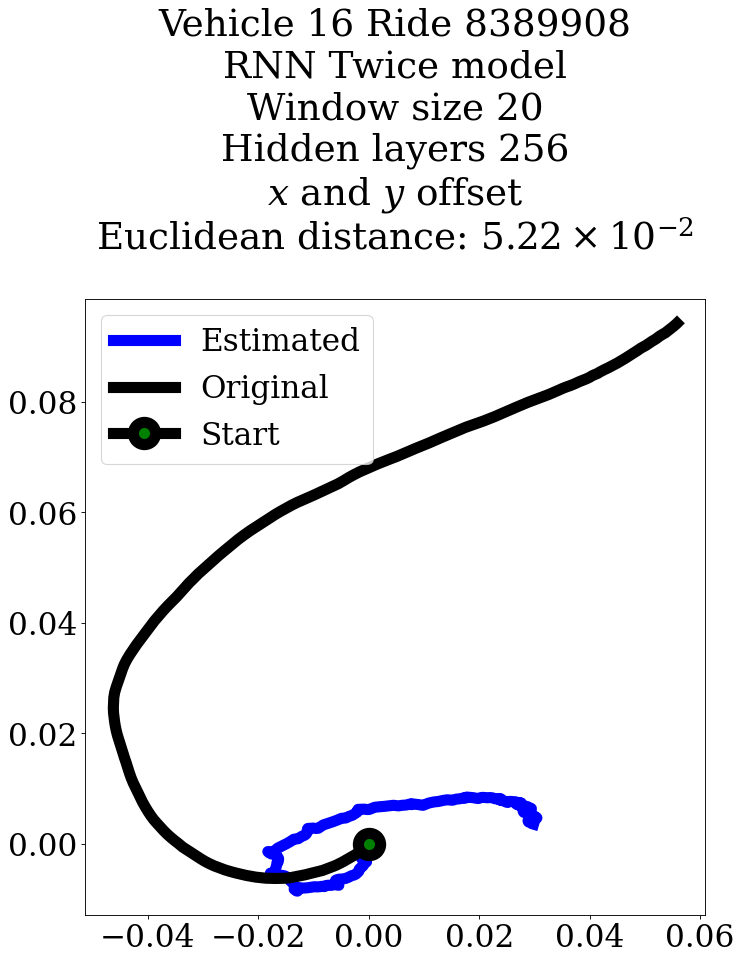 Vehicle 16 Ride 8389908
RNN Twice model
Window size 20
Hidden layers 256
x and y offset
Euclidean distance: 5.22 × 10⁻²
Estimated
Original
Start
0.08
0.06
0.04
0.02
0.00
−0.04 −0.02 0.00 0.02 0.04 0.06